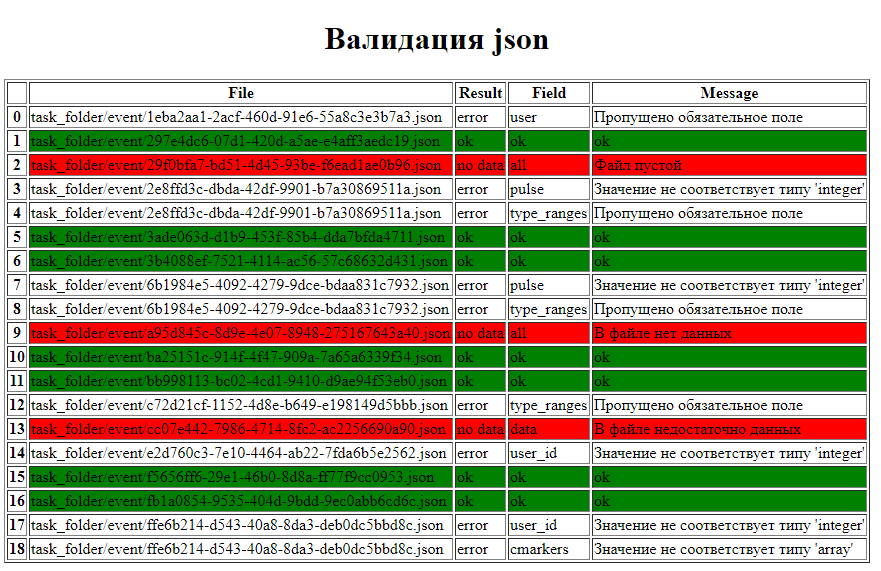 Валидация json
File Result Field Message
0 task_folder/event/1eba2aa1-2acf-460d-91e6-55a8c3e3b7a3.json error user Пропущено обязательное поле
1 task_folder/event/297e4dc6-07d1-420d-a5ae-e4aff3aedc19.json ok ok ok
2 task_folder/event/29f0bfa7-bd51-4d45-93be-f6ead1ae0b96.json no data all Файл пустой
3 task_folder/event/2e8ffd3c-dbda-42df-9901-b7a30869511a.json error pulse Значение не соответствует типу 'integer'
4 task_folder/event/2e8ffd3c-dbda-42df-9901-b7a30869511a.json error type_ranges Пропущено обязательное поле
5 task_folder/event/3ade063d-d1b9-453f-85b4-dda7bfda4711.json ok ok ok
6 task_folder/event/3b4088ef-7521-4114-ac56-57c68632d431.json ok ok ok
7 task_folder/event/6b1984e5-4092-4279-9dce-bdaa831c7932.json error pulse Значение не соответствует типу 'integer'
8 task_folder/event/6b1984e5-4092-4279-9dce-bdaa831c7932.json error type_ranges Пропущено обязательное поле
9 task_folder/event/a95d845c-8d9e-4e07-8948-275167643a40.json no data all В файле нет данных
10 task_folder/event/ba25151c-914f-4f47-909a-7a65a6339f34.json ok ok ok
11 task_folder/event/bb998113-bc02-4cd1-9410-d9ae94f53eb0.json ok ok ok
12 task_folder/event/c72d21cf-1152-4d8e-b649-e198149d5bbb.json error type_ranges Пропущено обязательное поле
13 task_folder/event/cc07e442-7986-4714-8fc2-ac2256690a90.json no data data В файле недостаточно данных
14 task_folder/event/e2d760c3-7e10-4464-ab22-7fda6b5e2562.json error user_id Значение не соответствует типу 'integer'
15 task_folder/event/f5656ff6-29e1-46b0-8d8a-ff77f9cc0953.json ok ok ok
16 task_folder/event/fb1a0854-9535-404d-9bdd-9ec0abb6cd6c.json ok ok ok
17 task_folder/event/ffe6b214-d543-40a8-8da3-deb0dc5bbd8c.json error user_id Значение не соответствует типу 'integer'
18 task_folder/event/ffe6b214-d543-40a8-8da3-deb0dc5bbd8c.json error cmarkers Значение не соответствует типу 'array'